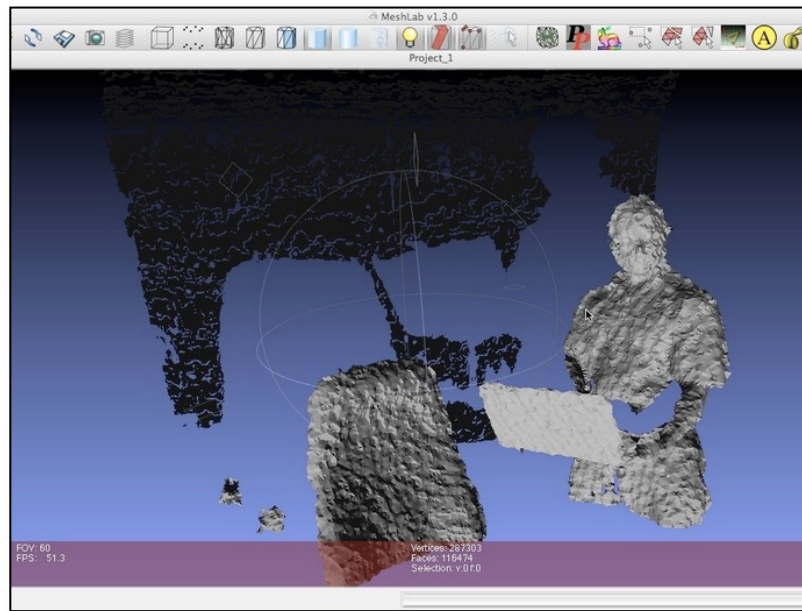 MeshLab v1.3.0
A
Project_1
FOV: 60
FPS: 51.3
Vertices: 287303
Faces: 116474
Selection: v:0 f:0